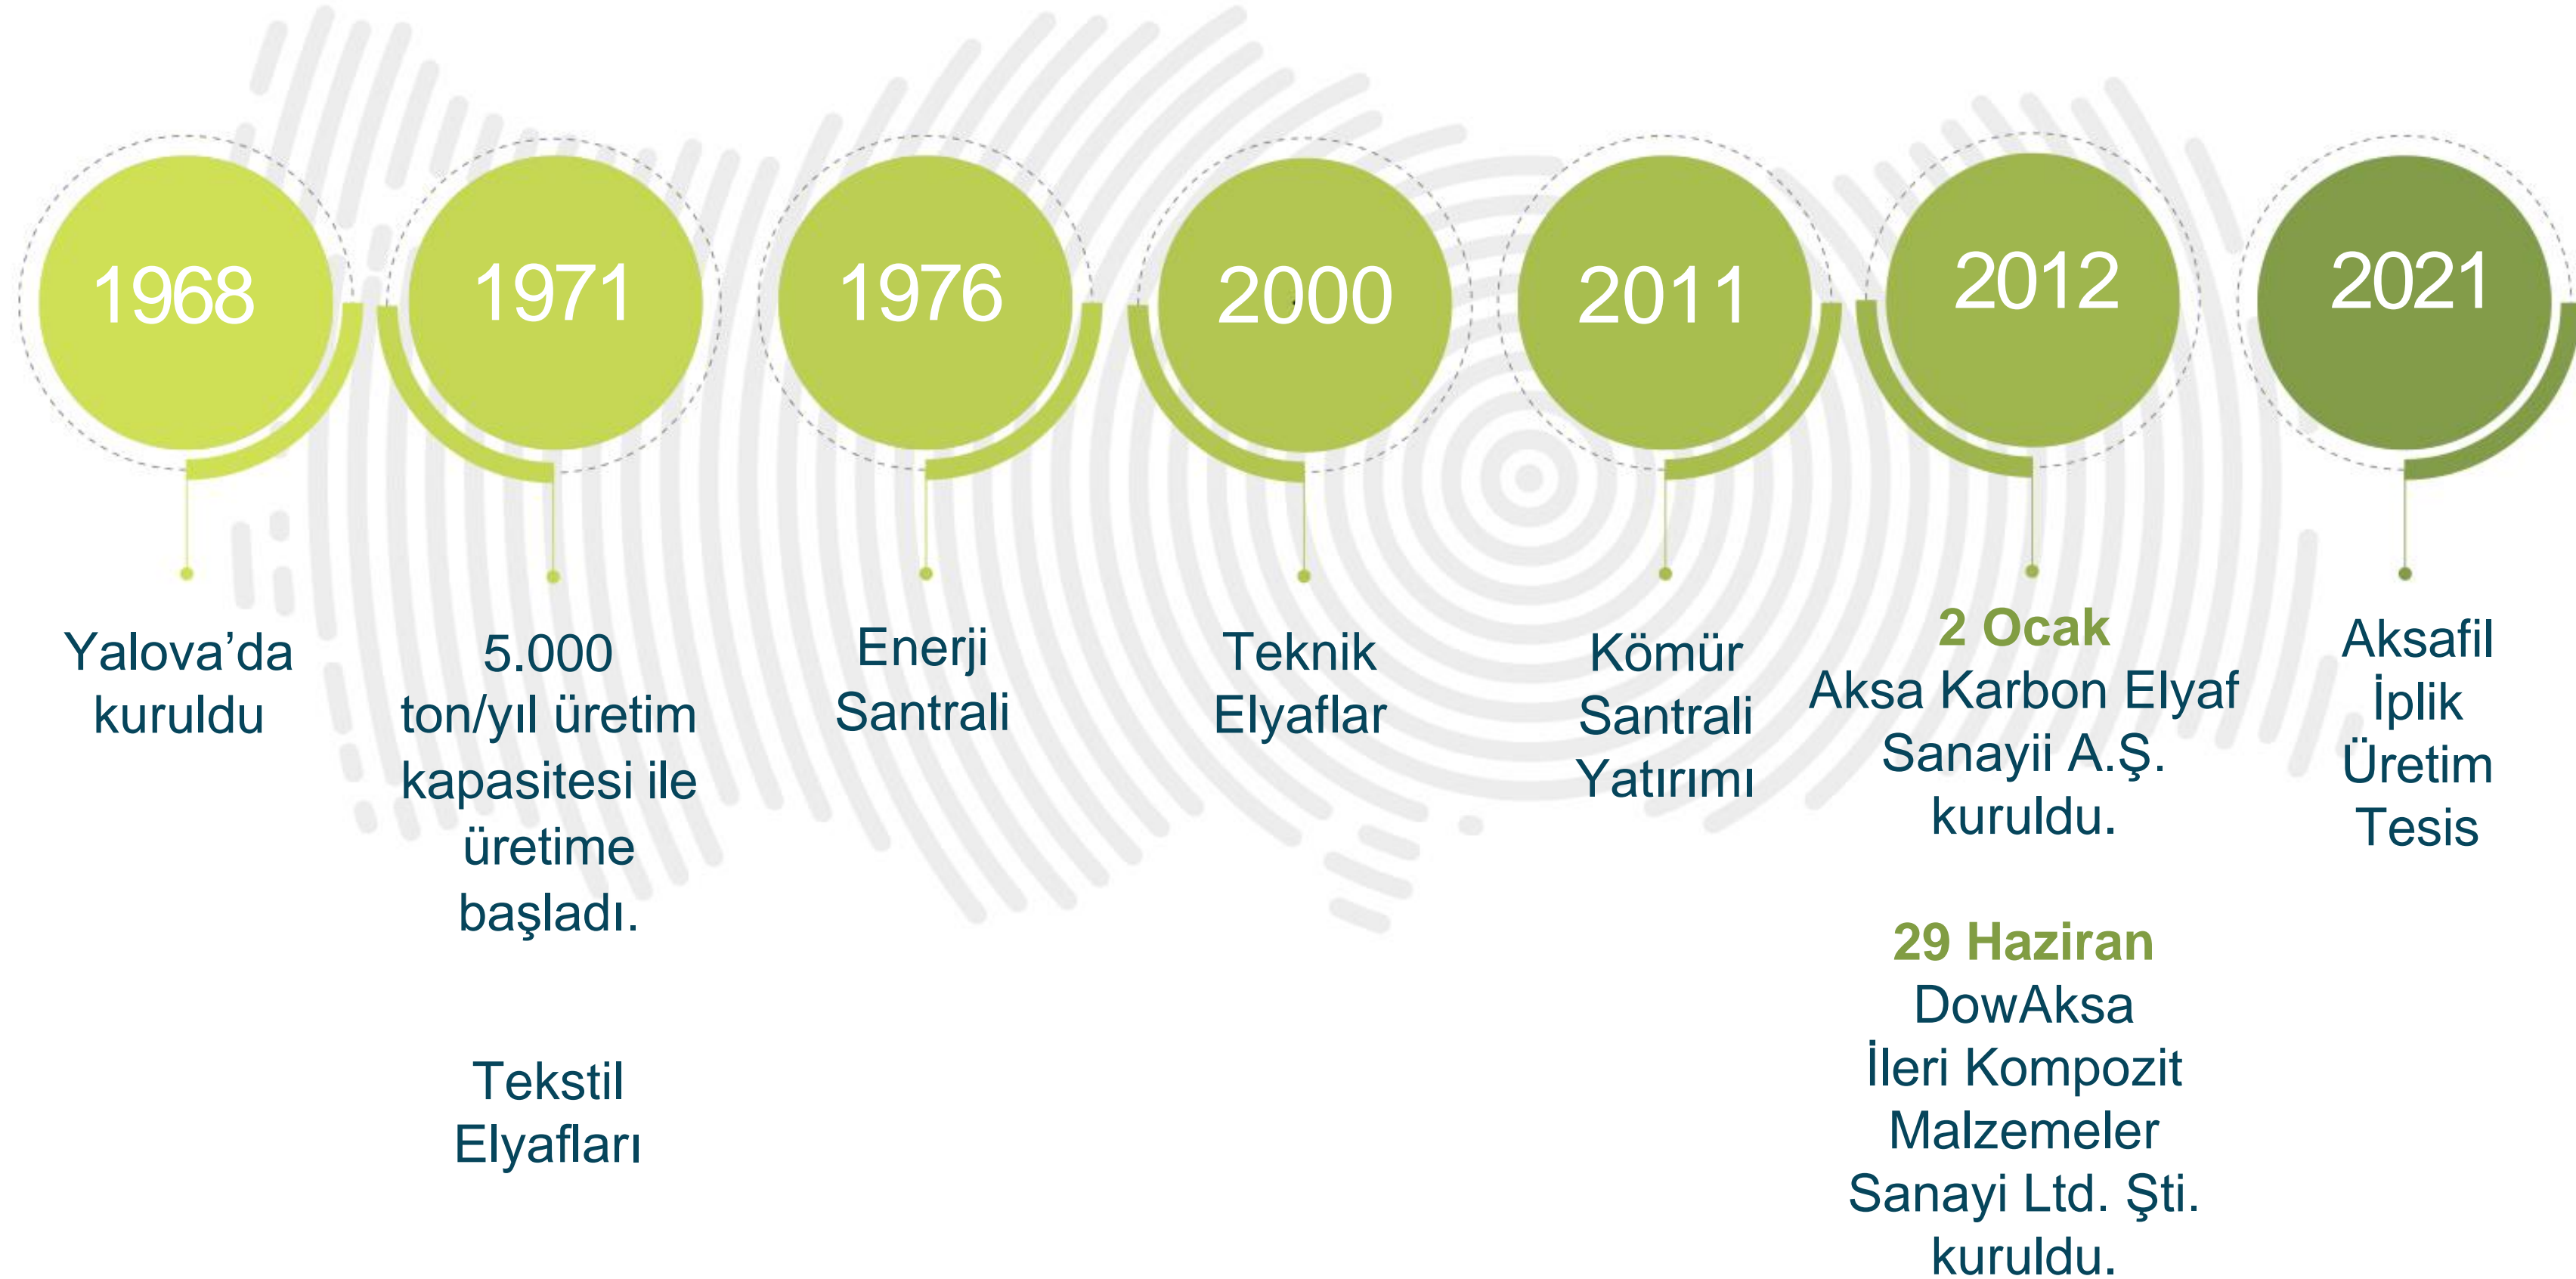 1968
Yalova’da
kuruldu
1971
5.000
ton/yıl üretim
kapasitesi ile
üretime
başladı.
Tekstil
Elyafları
1976
Enerji
Santrali
2000
Teknik
Elyaflar
2011
Kömür
Santrali
Yatırımı
2012
2 Ocak
Aksa Karbon Elyaf
Sanayii A.Ş.
kuruldu.
29 Haziran
DowAksa
İleri Kompozit
Malzemeler
Sanayi Ltd. Şti.
kuruldu.
2021
Aksafil
İplik
Üretim
Tesis